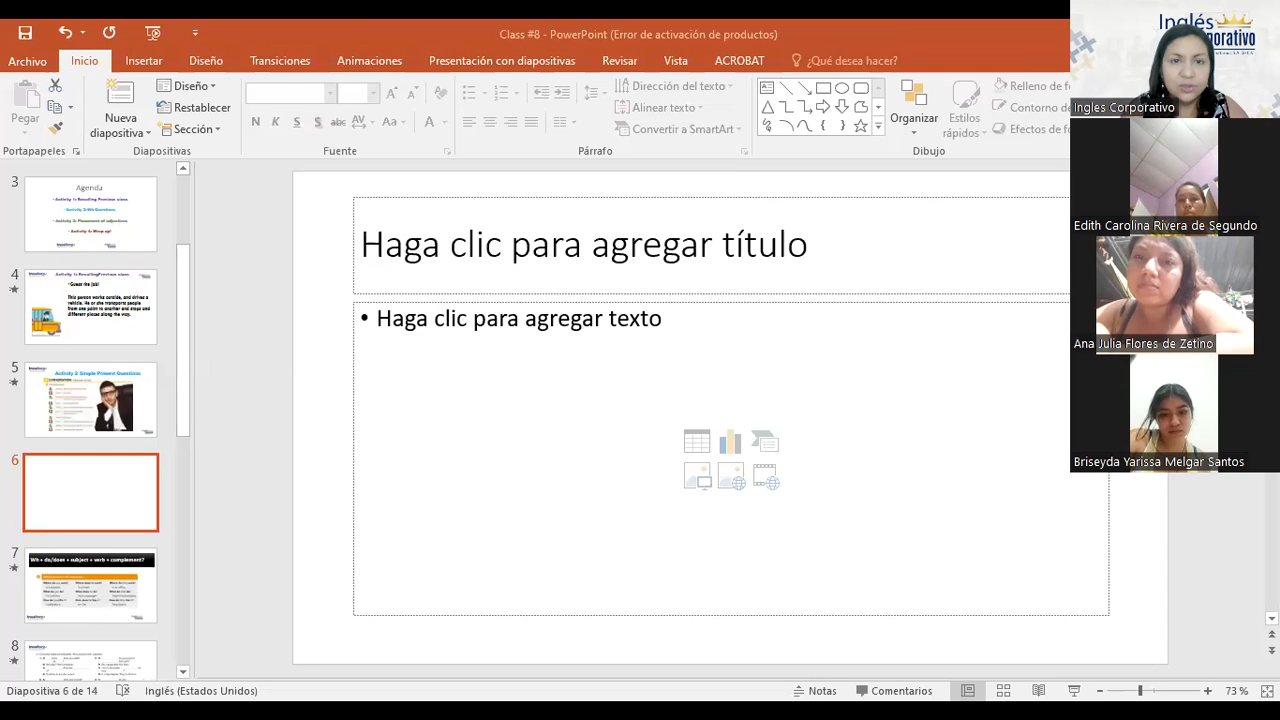 Class #8 - PowerPoint (Error de activación de productos)
Archivo Inicio Insertar Diseño Transiciones Animaciones Presentación con diapositivas Revisar Vista ACROBAT ¿Qué desea hacer?
Pegar
Nueva diapositiva
Diseño
Restablecer
Sección
Dirección del texto
Alinear texto
Convertir a SmartArt
Organizar
Estilos rápidos
Relleno de f
Contorno de
Efectos de fo
Portapapeles Diapositivas Fuente Párrafo Dibujo
Inglés
porativo
Ingles Corporativo
Edith Carolina Rivera de Segundo
Ana Julia Flores de Zetino
Briseyda Yarissa Melgar Santos
3
Agenda
4
• Guess the job!
This person works outside, and drives a
vehicle. He or she transports people
from one point to another and stops and
different places along the way.
5
Activity 2: Simple Present Questions
6
7
Wh + do/does + subject + verb + complement?
8
Haga clic para agregar título
• Haga clic para agregar texto
Diapositiva 6 de 14 Inglés (Estados Unidos) Notas Comentarios 73 %